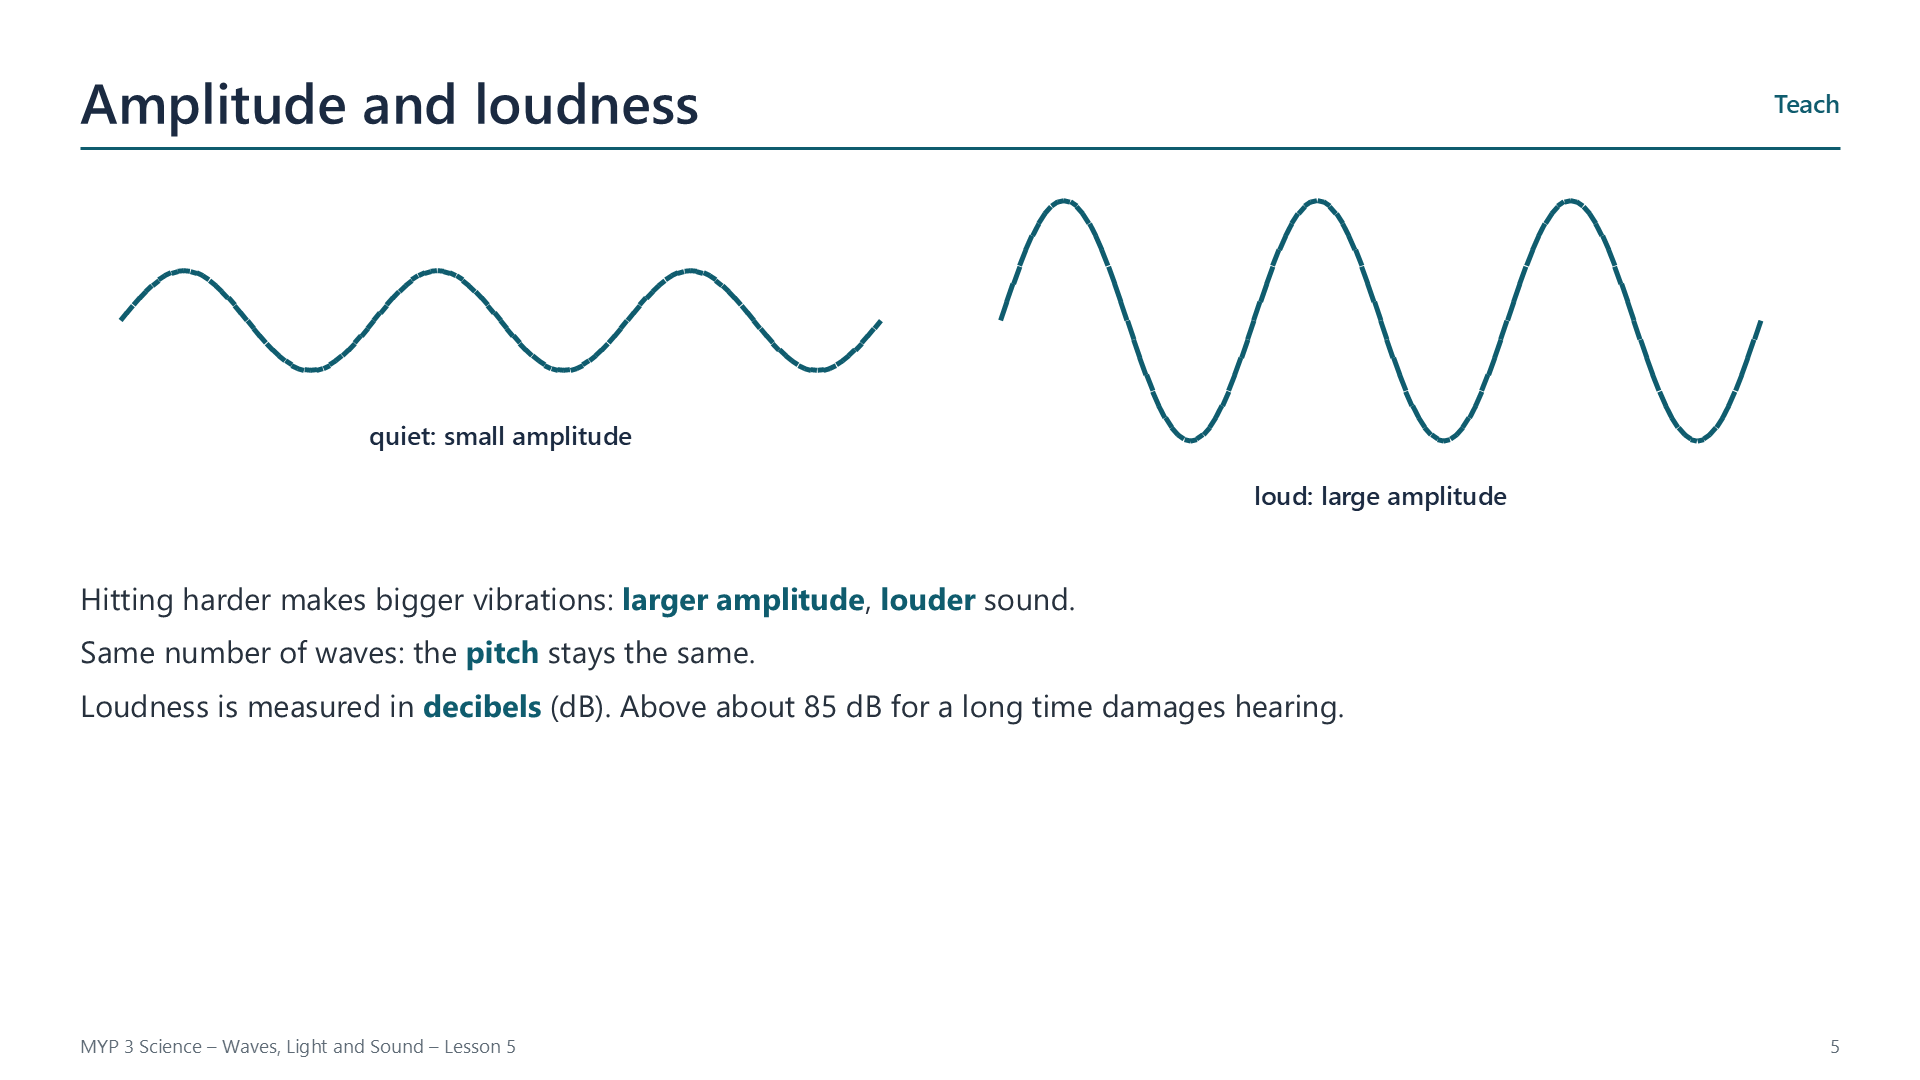 Amplitude and loudness
Teach
quiet: small amplitude
loud: large amplitude
Hitting harder makes bigger vibrations: larger amplitude, louder sound.
Same number of waves: the pitch stays the same.
Loudness is measured in decibels (dB). Above about 85 dB for a long time damages hearing.
MYP 3 Science – Waves, Light and Sound – Lesson 5
5